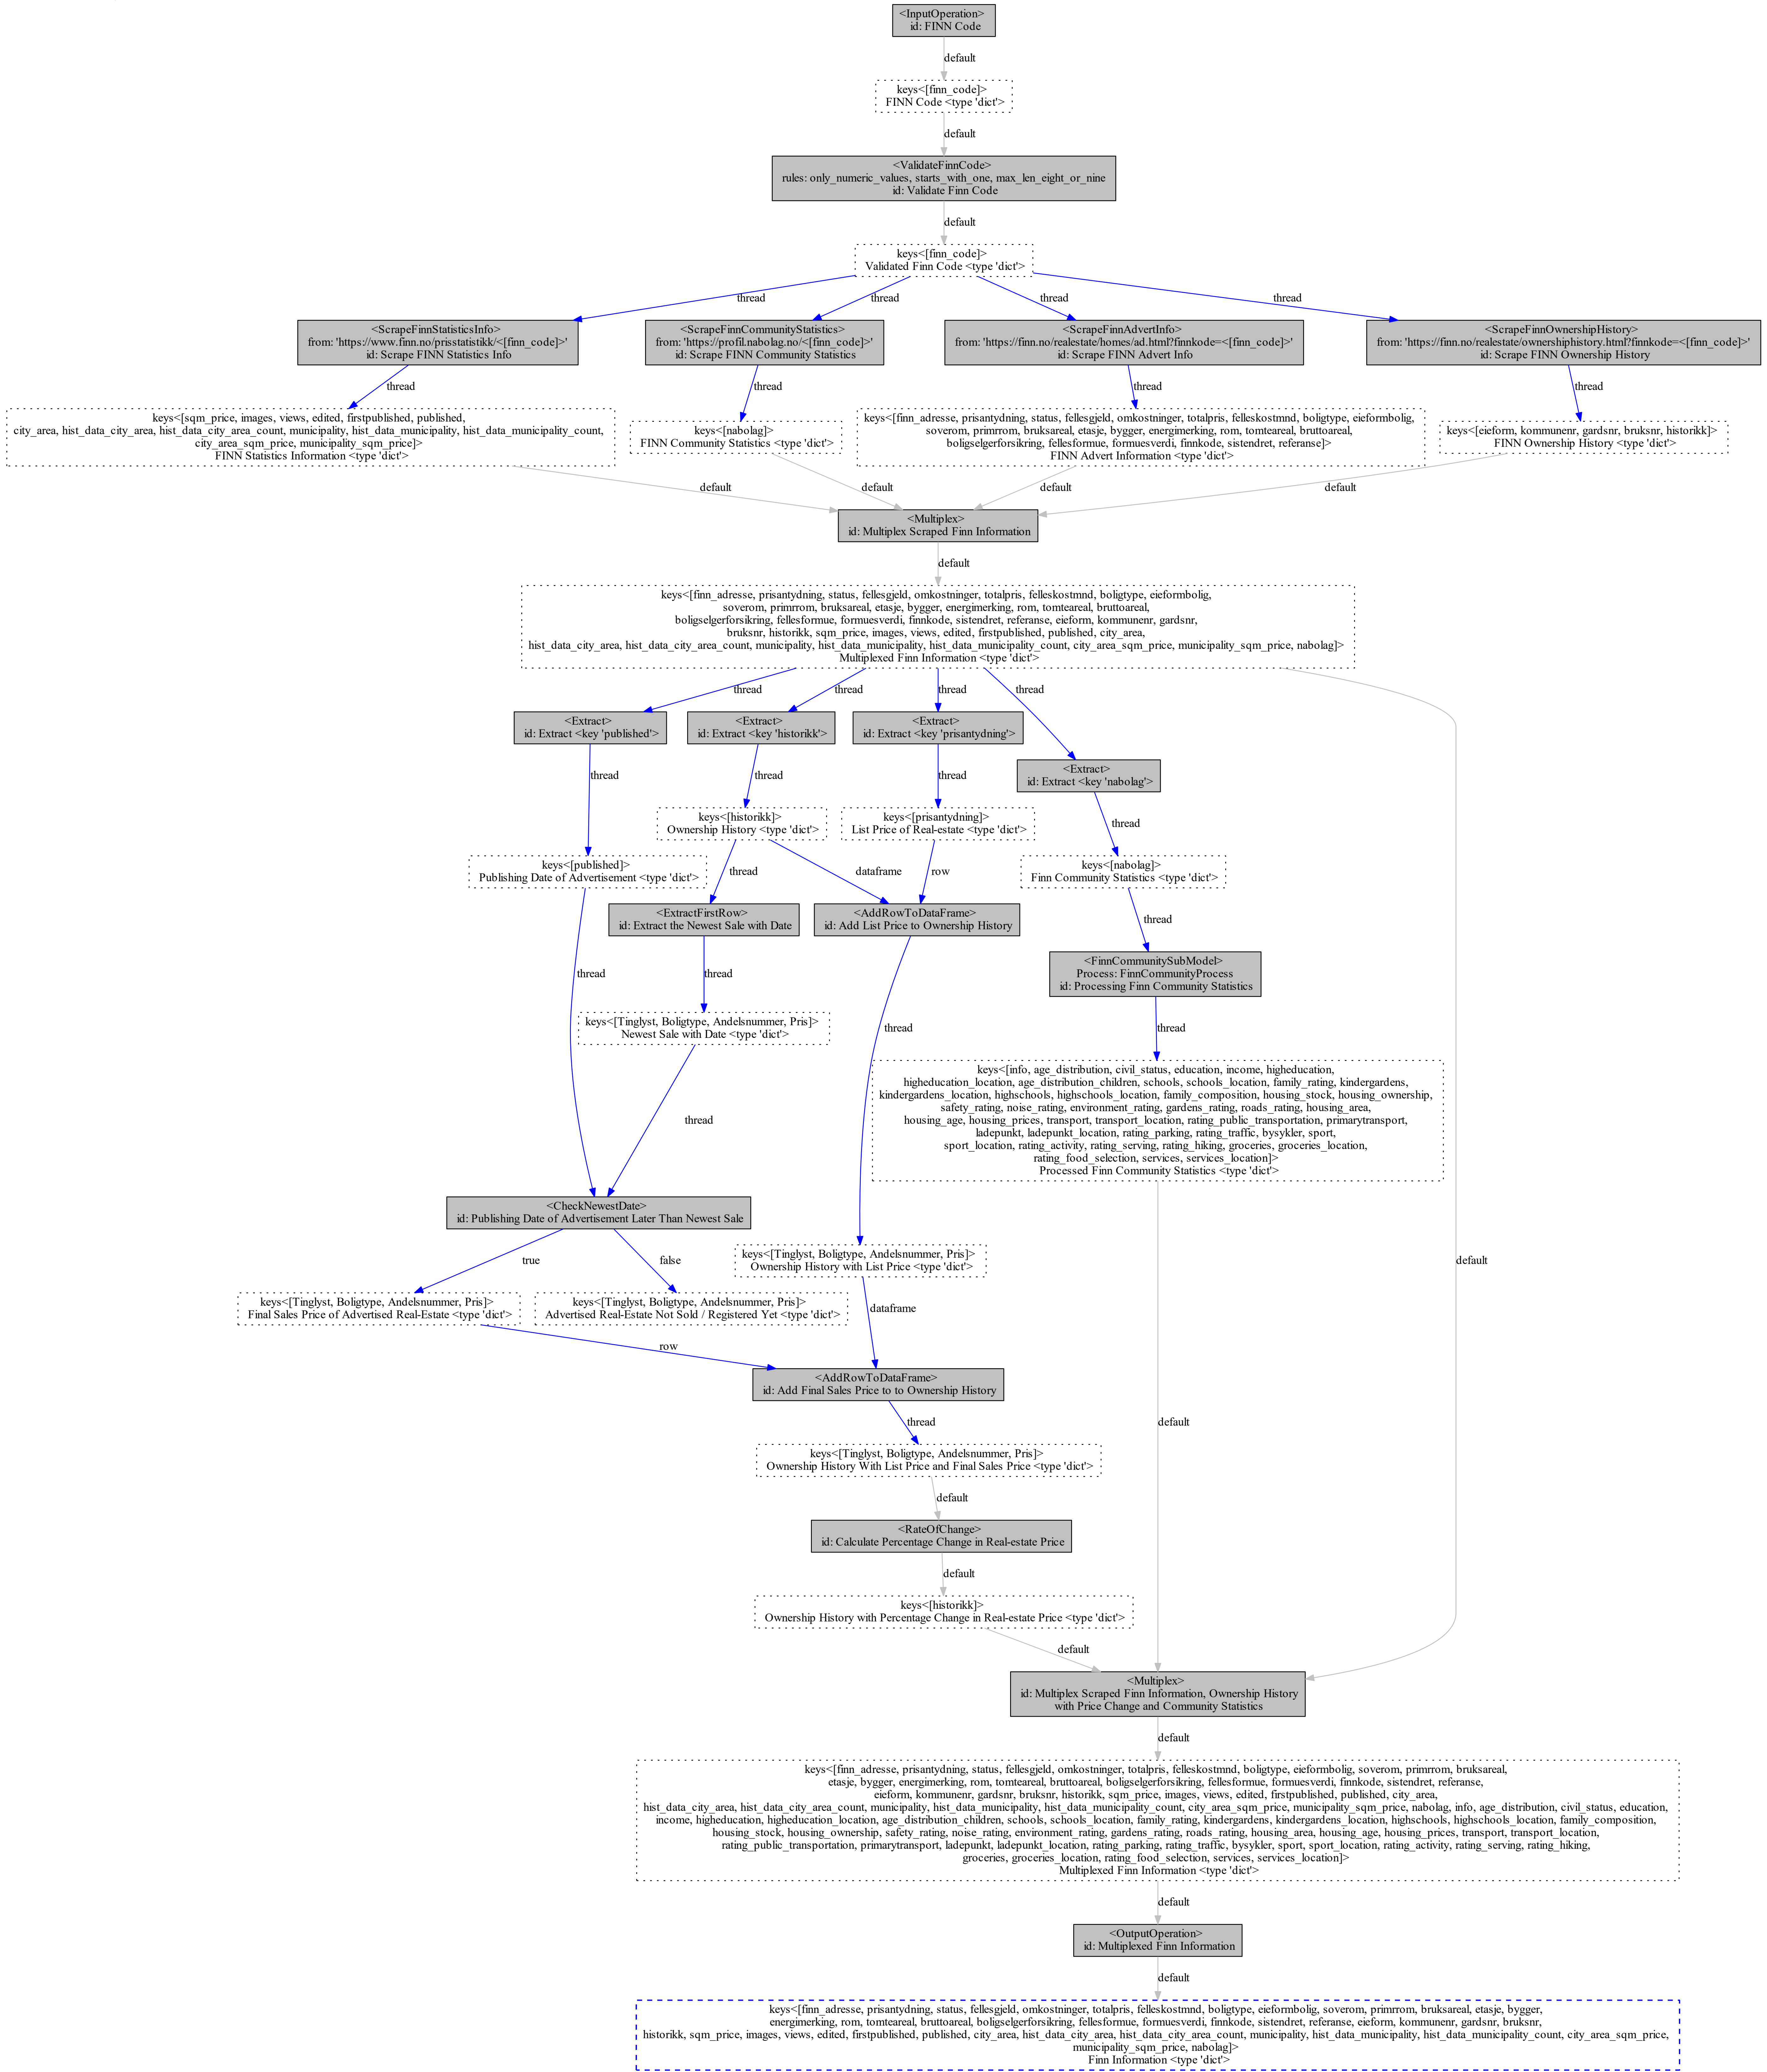 <InputOperation>
id: FINN Code
default
keys<[finn_code]>
FINN Code <type 'dict'>
default
<ValidateFinnCode>
rules: only_numeric_values, starts_with_one, max_len_eight_or_nine
id: Validate Finn Code
default
keys<[finn_code]>
Validated Finn Code <type 'dict'>
thread
thread
thread
thread
<ScrapeFinnStatisticsInfo>
from: 'https://www.finn.no/prisstatistikk/<[finn_code]>'
id: Scrape FINN Statistics Info
<ScrapeFinnCommunityStatistics>
from: 'https://profil.nabolag.no/<[finn_code]>'
id: Scrape FINN Community Statistics
<ScrapeFinnAdvertInfo>
from: 'https://finn.no/realestate/homes/ad.html?finnkode=<[finn_code]>'
id: Scrape FINN Advert Info
<ScrapeFinnOwnershipHistory>
from: 'https://finn.no/realestate/ownershiphistory.html?finnkode=<[finn_code]>'
id: Scrape FINN Ownership History
thread
thread
thread
thread
keys<[sqm_price, images, views, edited, firstpublished, published,
city_area, hist_data_city_area, hist_data_city_area_count, municipality, hist_data_municipality, hist_data_municipality_count,
city_area_sqm_price, municipality_sqm_price]>
FINN Statistics Information <type 'dict'>
keys<[nabolag]>
FINN Community Statistics <type 'dict'>
keys<[finn_adresse, prisantydning, status, fellesgjeld, omkostninger, totalpris, felleskostmnd, boligtype, eieformbolig,
soverom, primrrom, bruksareal, etasje, bygger, energimerking, rom, tomteareal, bruttoareal,
boligselgerforsikring, fellesformue, formuesverdi, finnkode, sistendret, referanse]>
FINN Advert Information <type 'dict'>
keys<[eieform, kommunenr, gardsnr, bruksnr, historikk]>
FINN Ownership History <type 'dict'>
default
default
default
default
<Multiplex>
id: Multiplex Scraped Finn Information
default
keys<[finn_adresse, prisantydning, status, fellesgjeld, omkostninger, totalpris, felleskostmnd, boligtype, eieformbolig,
soverom, primrrom, bruksareal, etasje, bygger, energimerking, rom, tomteareal, bruttoareal,
boligselgerforsikring, fellesformue, formuesverdi, finnkode, sistendret, referanse, eieform, kommunenr, gardsnr,
bruksnr, historikk, sqm_price, images, views, edited, firstpublished, published, city_area,
hist_data_city_area, hist_data_city_area_count, municipality, hist_data_municipality, hist_data_municipality_count, city_area_sqm_price, municipality_sqm_price, nabolag]>
Multiplexed Finn Information <type 'dict'>
thread
thread
thread
thread
<Extract>
id: Extract <key 'published'>
<Extract>
id: Extract <key 'historikk'>
<Extract>
id: Extract <key 'prisantydning'>
<Extract>
id: Extract <key 'nabolag'>
thread
thread
thread
thread
keys<[historikk]>
Ownership History <type 'dict'>
keys<[prisantydning]>
List Price of Real-estate <type 'dict'>
keys<[published]>
Publishing Date of Advertisement <type 'dict'>
keys<[nabolag]>
Finn Community Statistics <type 'dict'>
thread
dataframe
row
thread
<ExtractFirstRow>
id: Extract the Newest Sale with Date
<AddRowToDataFrame>
id: Add List Price to Ownership History
<FinnCommunitySubModel>
Process: FinnCommunityProcess
id: Processing Finn Community Statistics
thread
thread
thread
thread
keys<[Tinglyst, Boligtype, Andelsnummer, Pris]>
Newest Sale with Date <type 'dict'>
keys<[info, age_distribution, civil_status, education, income, higheducation,
higheducation_location, age_distribution_children, schools, schools_location, family_rating, kindergardens,
kindergardens_location, highschools, highschools_location, family_composition, housing_stock, housing_ownership,
safety_rating, noise_rating, environment_rating, gardens_rating, roads_rating, housing_area,
housing_age, housing_prices, transport, transport_location, rating_public_transportation, primarytransport,
ladepunkt, ladepunkt_location, rating_parking, rating_traffic, bysykler, sport,
sport_location, rating_activity, rating_serving, rating_hiking, groceries, groceries_location,
rating_food_selection, services, services_location]>
Processed Finn Community Statistics <type 'dict'>
thread
<CheckNewestDate>
id: Publishing Date of Advertisement Later Than Newest Sale
true
false
keys<[Tinglyst, Boligtype, Andelsnummer, Pris]>
Ownership History with List Price <type 'dict'>
default
keys<[Tinglyst, Boligtype, Andelsnummer, Pris]>
Final Sales Price of Advertised Real-Estate <type 'dict'>
keys<[Tinglyst, Boligtype, Andelsnummer, Pris]>
Advertised Real-Estate Not Sold / Registered Yet <type 'dict'>
dataframe
row
<AddRowToDataFrame>
id: Add Final Sales Price to to Ownership History
thread
default
keys<[Tinglyst, Boligtype, Andelsnummer, Pris]>
Ownership History With List Price and Final Sales Price <type 'dict'>
default
<RateOfChange>
id: Calculate Percentage Change in Real-estate Price
default
keys<[historikk]>
Ownership History with Percentage Change in Real-estate Price <type 'dict'>
default
<Multiplex>
id: Multiplex Scraped Finn Information, Ownership History
with Price Change and Community Statistics
default
keys<[finn_adresse, prisantydning, status, fellesgjeld, omkostninger, totalpris, felleskostmnd, boligtype, eieformbolig, soverom, primrrom, bruksareal,
etasje, bygger, energimerking, rom, tomteareal, bruttoareal, boligselgerforsikring, fellesformue, formuesverdi, finnkode, sistendret, referanse,
eieform, kommunenr, gardsnr, bruksnr, historikk, sqm_price, images, views, edited, firstpublished, published, city_area,
hist_data_city_area, hist_data_city_area_count, municipality, hist_data_municipality, hist_data_municipality_count, city_area_sqm_price, municipality_sqm_price, nabolag, info, age_distribution, civil_status, education,
income, higheducation, higheducation_location, age_distribution_children, schools, schools_location, family_rating, kindergardens, kindergardens_location, highschools, highschools_location, family_composition,
housing_stock, housing_ownership, safety_rating, noise_rating, environment_rating, gardens_rating, roads_rating, housing_area, housing_age, housing_prices, transport, transport_location,
rating_public_transportation, primarytransport, ladepunkt, ladepunkt_location, rating_parking, rating_traffic, bysykler, sport, sport_location, rating_activity, rating_serving, rating_hiking,
groceries, groceries_location, rating_food_selection, services, services_location]>
Multiplexed Finn Information <type 'dict'>
default
<OutputOperation>
id: Multiplexed Finn Information
default
keys<[finn_adresse, prisantydning, status, fellesgjeld, omkostninger, totalpris, felleskostmnd, boligtype, eieformbolig, soverom, primrrom, bruksareal, etasje, bygger,
energimerking, rom, tomteareal, bruttoareal, boligselgerforsikring, fellesformue, formuesverdi, finnkode, sistendret, referanse, eieform, kommunenr, gardsnr, bruksnr,
historikk, sqm_price, images, views, edited, firstpublished, published, city_area, hist_data_city_area, hist_data_city_area_count, municipality, hist_data_municipality, hist_data_municipality_count, city_area_sqm_price,
municipality_sqm_price, nabolag]>
Finn Information <type 'dict'>